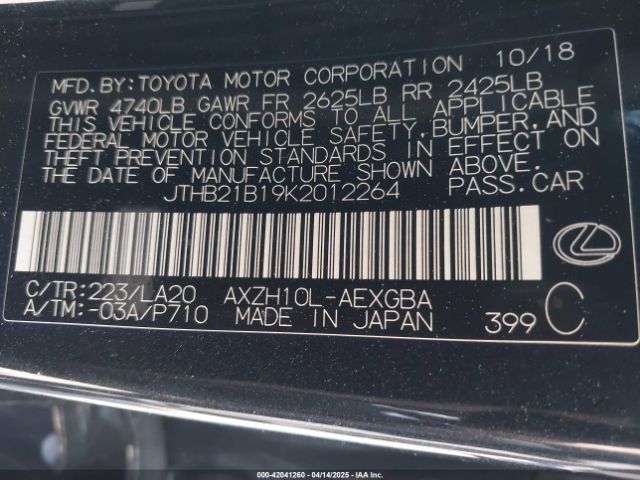 MFD.BY:TOYOTA MOTOR CORPORATION 10/18
GVWR 4740LB GAWR FR 2625LB RR 2425LB
THIS VEHICLE CONFORMS TO ALL APPLICABLE
FEDERAL MOTOR VEHICLE SAFETY,BUMPER,AND
THEFT PREVENTION STANDARDS IN EFFECT ON
THE DATE OF MANUFACTURE SHOWN ABOVE.
JTHB21B19K2012264 PASS.CAR
C/TR:223/LA20 AXZH10L-AEXGBA
A/TM:-03A/P710 MADE IN JAPAN 399 C
000-42041260 - 04/14/2025 - IAA Inc.